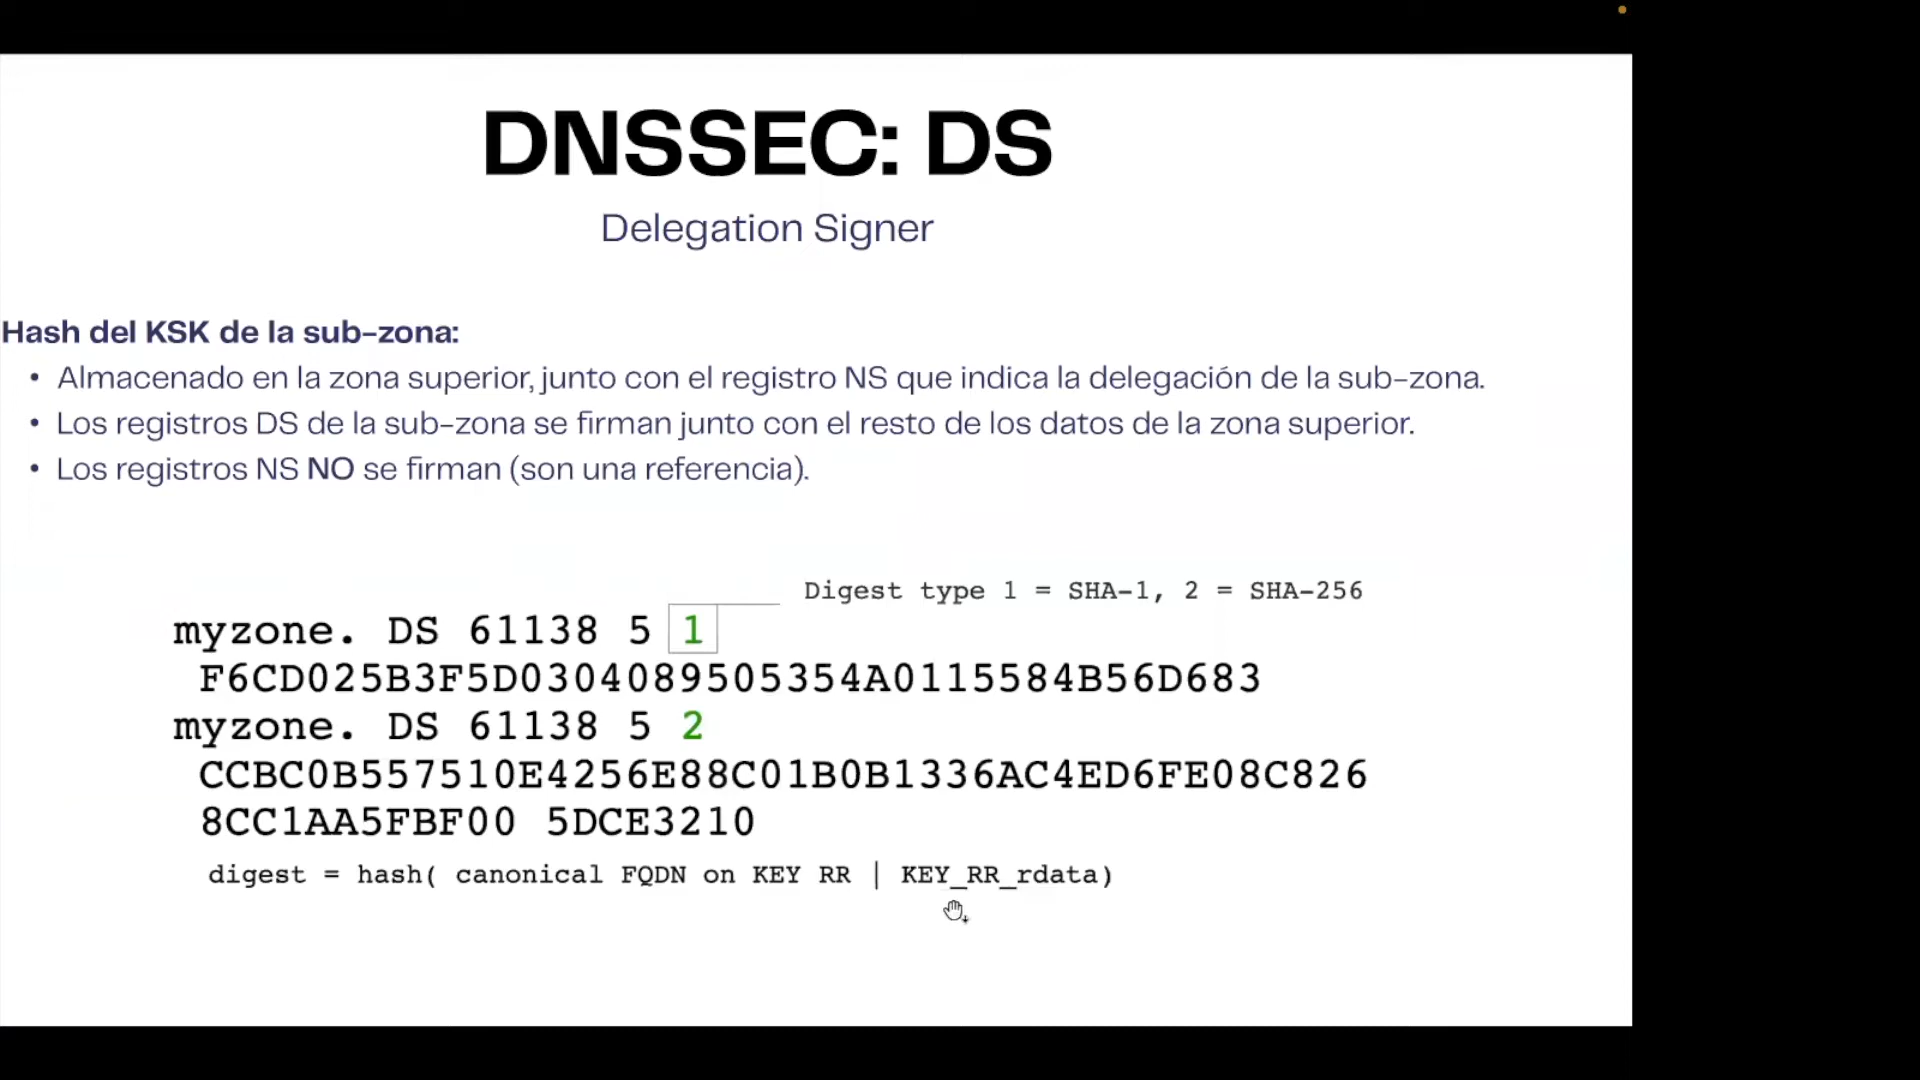 DNSSEC: DS
Delegation Signer
Hash del KSK de la sub-zona:
• Almacenado en la zona superior, junto con el registro NS que indica la delegación de la sub-zona.
• Los registros DS de la sub-zona se firman junto con el resto de los datos de la zona superior.
• Los registros NS NO se firman (son una referencia).
Digest type 1 = SHA-1, 2 = SHA-256
myzone. DS 61138 5 1
F6CD025B3F5D0304089505354A0115584B56D683
myzone. DS 61138 5 2
CCBC0B557510E4256E88C01B0B1336AC4ED6FE08C826
8CC1AA5FBF00 5DCE3210
digest = hash( canonical FQDN on KEY RR | KEY_RR_rdata)